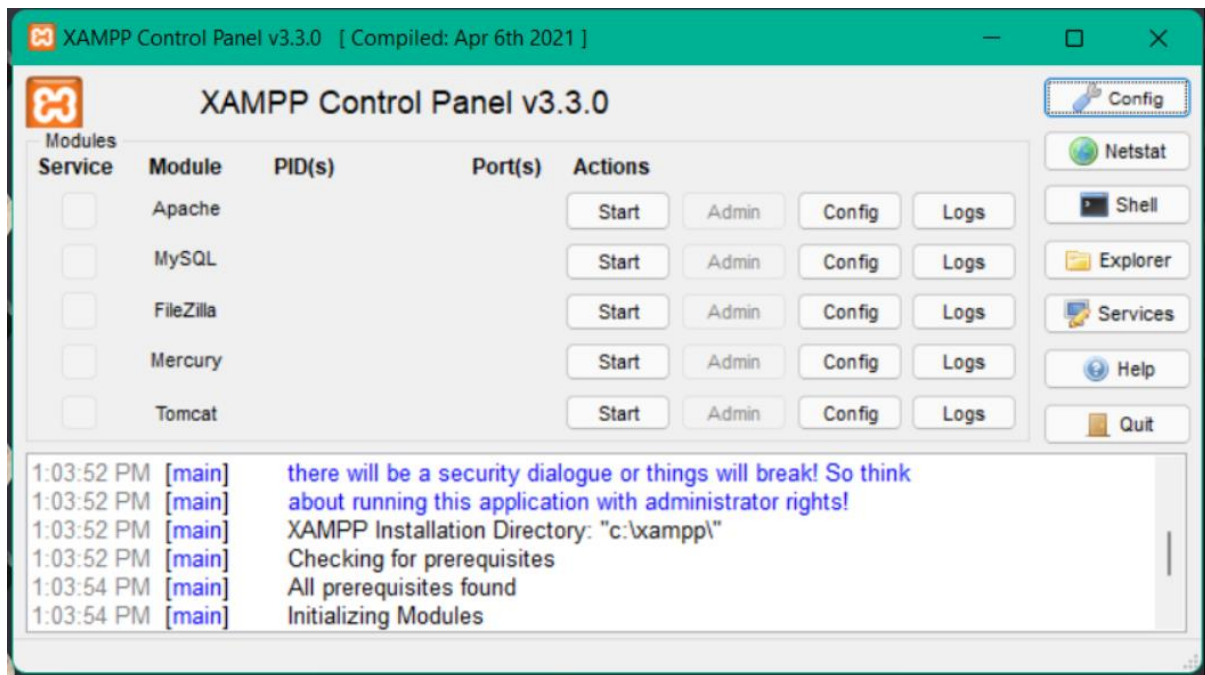 XAMPP Control Panel v3.3.0 [ Compiled: Apr 6th 2021 ]
XAMPP Control Panel v3.3.0
Config
Modules
Service Module PID(s) Port(s) Actions
Netstat
Apache Start Admin Config Logs
Shell
MySQL Start Admin Config Logs
Explorer
FileZilla Start Admin Config Logs
Services
Mercury Start Admin Config Logs
Help
Tomcat Start Admin Config Logs
Quit
1:03:52 PM [main] there will be a security dialogue or things will break! So think
1:03:52 PM [main] about running this application with administrator rights!
1:03:52 PM [main] XAMPP Installation Directory: "c:\xampp\"
1:03:52 PM [main] Checking for prerequisites
1:03:54 PM [main] All prerequisites found
1:03:54 PM [main] Initializing Modules